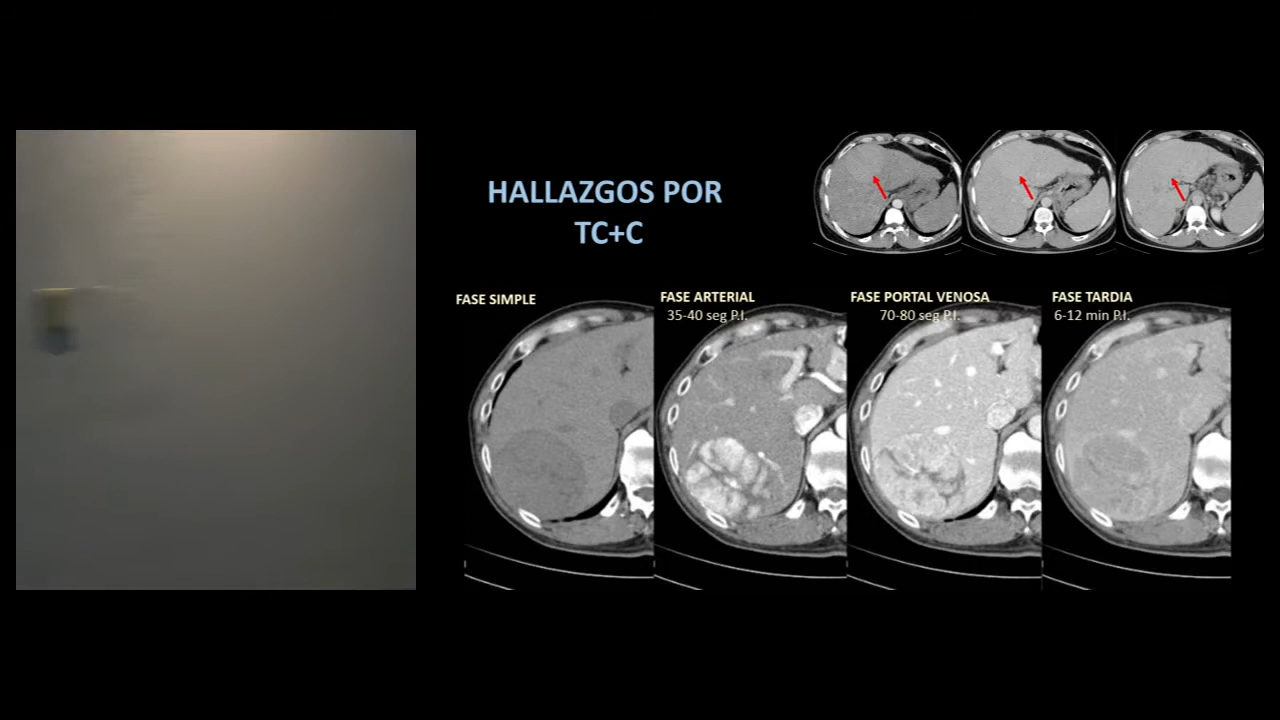 HALLAZGOS POR
TC+C
FASE SIMPLE
FASE ARTERIAL
35-40 seg P.I.
FASE PORTAL VENOSA
70-80 seg P.I.
FASE TARDIA
6-12 min P.I.